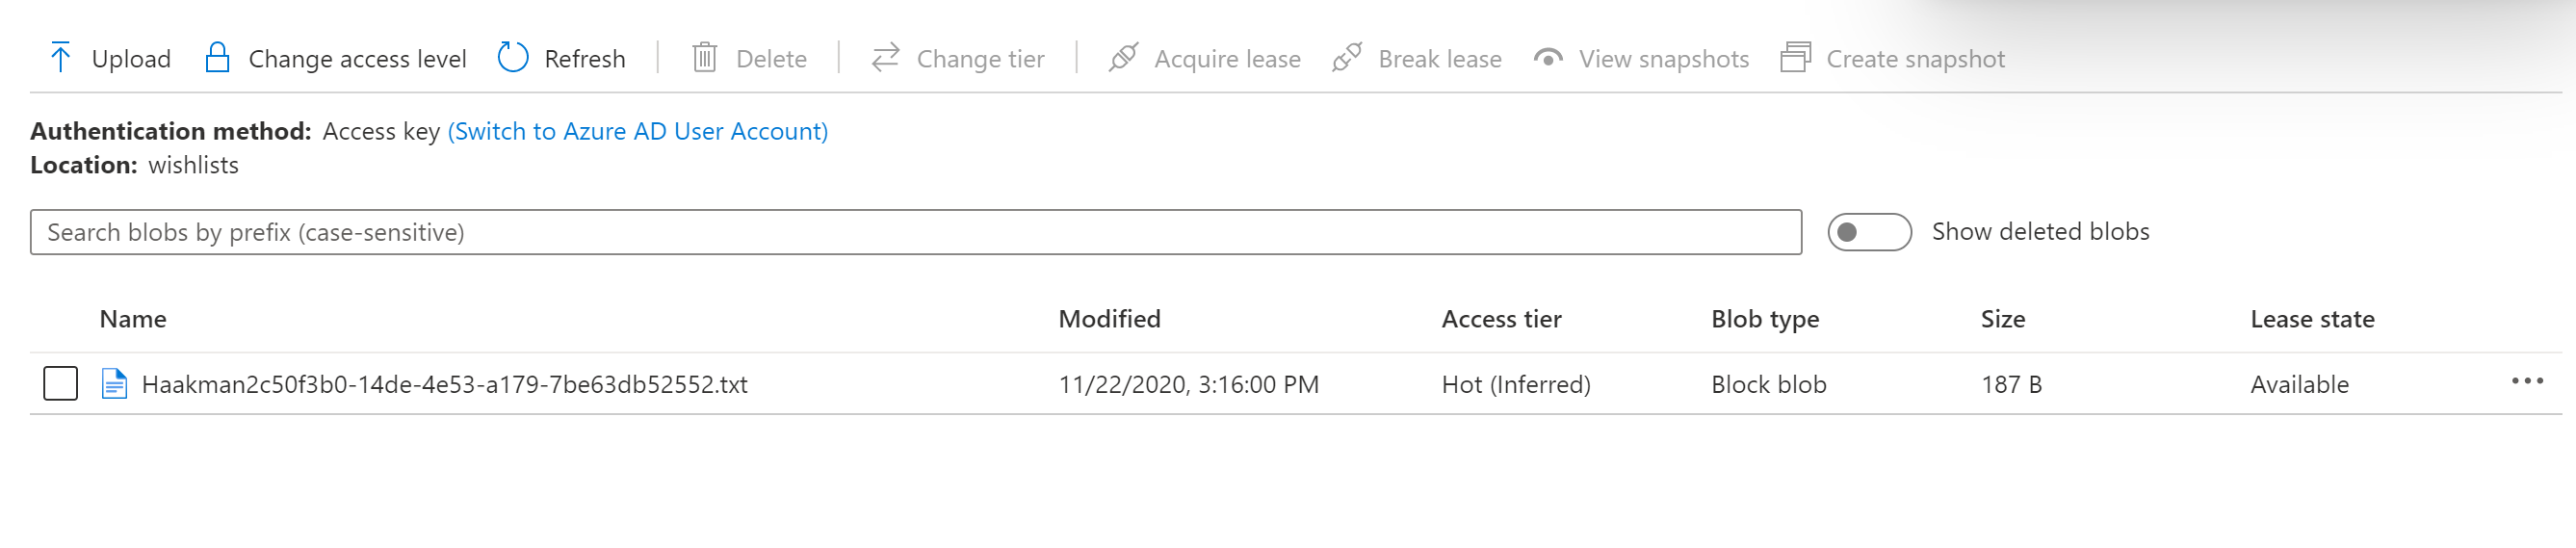 Upload Change access level Refresh Delete Change tier Acquire lease Break lease View snapshots Create snapshot
Authentication method: Access key (Switch to Azure AD User Account)
Location: wishlists
Search blobs by prefix (case-sensitive) Show deleted blobs
Name Modified Access tier Blob type Size Lease state
Haakman2c50f3b0-14de-4e53-a179-7be63db52552.txt 11/22/2020, 3:16:00 PM Hot (Inferred) Block blob 187 B Available